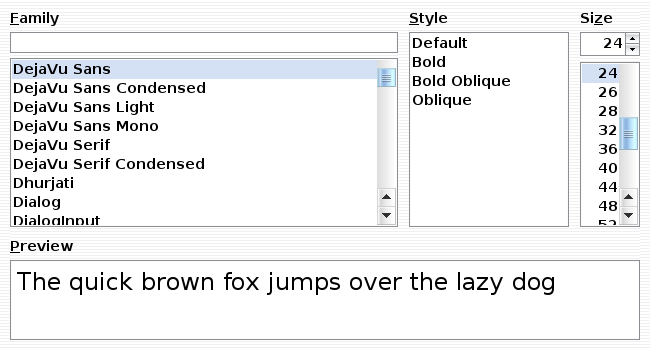 Family
DejaVu Sans
DejaVu Sans Condensed
DejaVu Sans Light
DejaVu Sans Mono
DejaVu Serif
DejaVu Serif Condensed
Dhurjati
Dialog
DialogInput
Style
Default
Bold
Bold Oblique
Oblique
Size
24
24
26
28
32
36
40
44
48
52
Preview
The quick brown fox jumps over the lazy dog